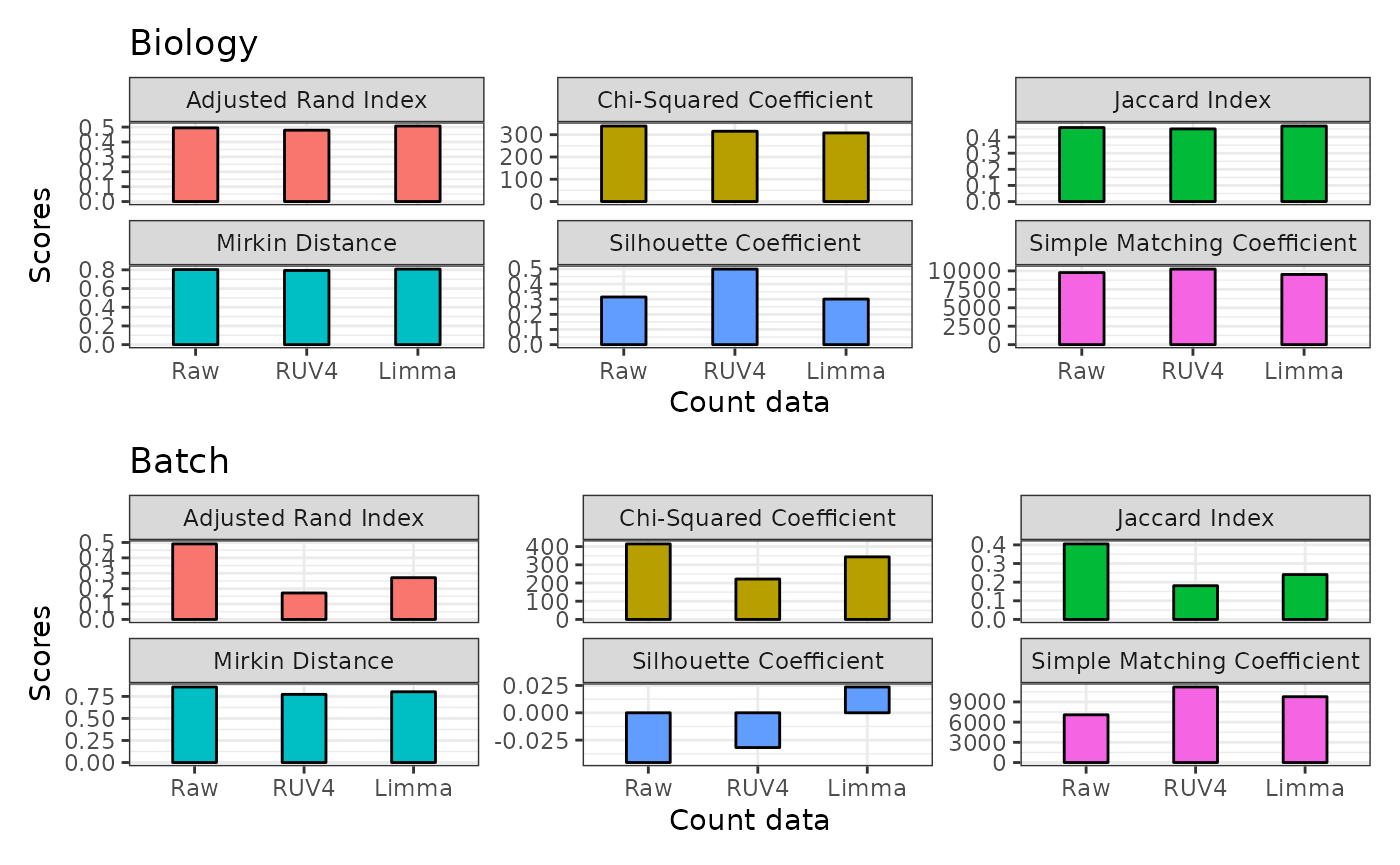 Biology
Adjusted Rand Index
Chi-Squared Coefficient
Jaccard Index
0.5
0.4
0.3
0.2
0.1
0.0
300
200
100
0
0.4
0.3
0.2
0.1
0.0
Mirkin Distance
Silhouette Coefficient
Simple Matching Coefficient
0.8
0.6
0.4
0.2
0.0
0.5
0.4
0.3
0.2
0.1
0.0
10000
7500
5000
2500
0
Scores
Raw RUV4 Limma
Raw RUV4 Limma
Raw RUV4 Limma
Count data
Batch
Adjusted Rand Index
Chi-Squared Coefficient
Jaccard Index
0.5
0.4
0.3
0.2
0.1
0.0
400
300
200
100
0
0.4
0.3
0.2
0.1
0.0
Mirkin Distance
Silhouette Coefficient
Simple Matching Coefficient
0.75
0.50
0.25
0.00
0.025
0.000
-0.025
9000
6000
3000
0
Scores
Raw RUV4 Limma
Raw RUV4 Limma
Raw RUV4 Limma
Count data